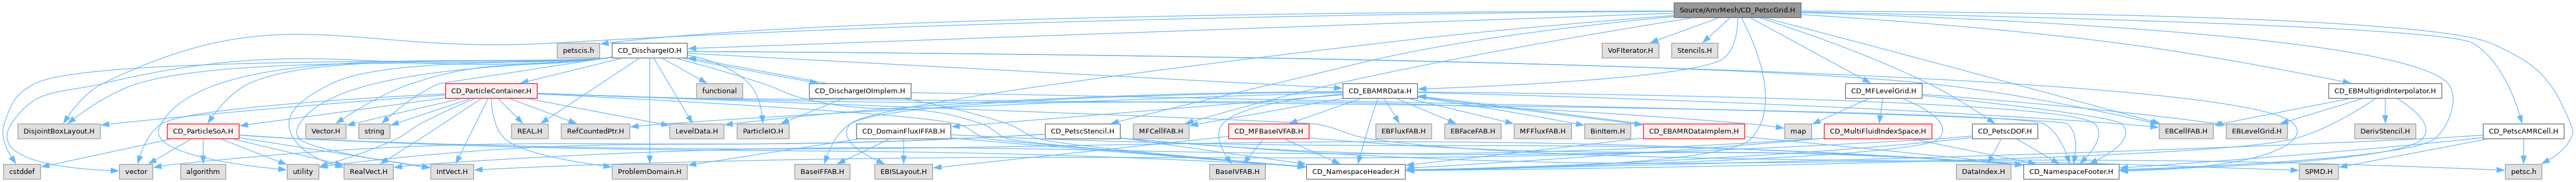 Source/AmrMesh/CD_PetscGrid.H
petscis.h
CD_DischargeIO.H
VoFIterator.H
Stencils.H
CD_ParticleContainer.H
functional
CD_DischargeIOImplem.H
CD_EBAMRData.H
CD_MFLevelGrid.H
CD_EBMultigridInterpolator.H
DisjointBoxLayout.H
CD_ParticleSoA.H
Vector.H
string
REAL.H
RefCountedPtr.H
LevelData.H
ParticleIO.H
CD_DomainFluxIFFAB.H
CD_PetscStencil.H
MFCellFAB.H
CD_MFBaseIVFAB.H
EBFluxFAB.H
EBFaceFAB.H
MFFluxFAB.H
BinItem.H
CD_EBAMRDataImplem.H
map
CD_MultiFluidIndexSpace.H
CD_PetscDOF.H
EBCellFAB.H
EBLevelGrid.H
DerivStencil.H
CD_PetscAMRCell.H
cstddef
vector
algorithm
utility
RealVect.H
IntVect.H
ProblemDomain.H
BaseIFFAB.H
EBISLayout.H
CD_NamespaceHeader.H
BaseIVFAB.H
DataIndex.H
CD_NamespaceFooter.H
SPMD.H
petsc.h